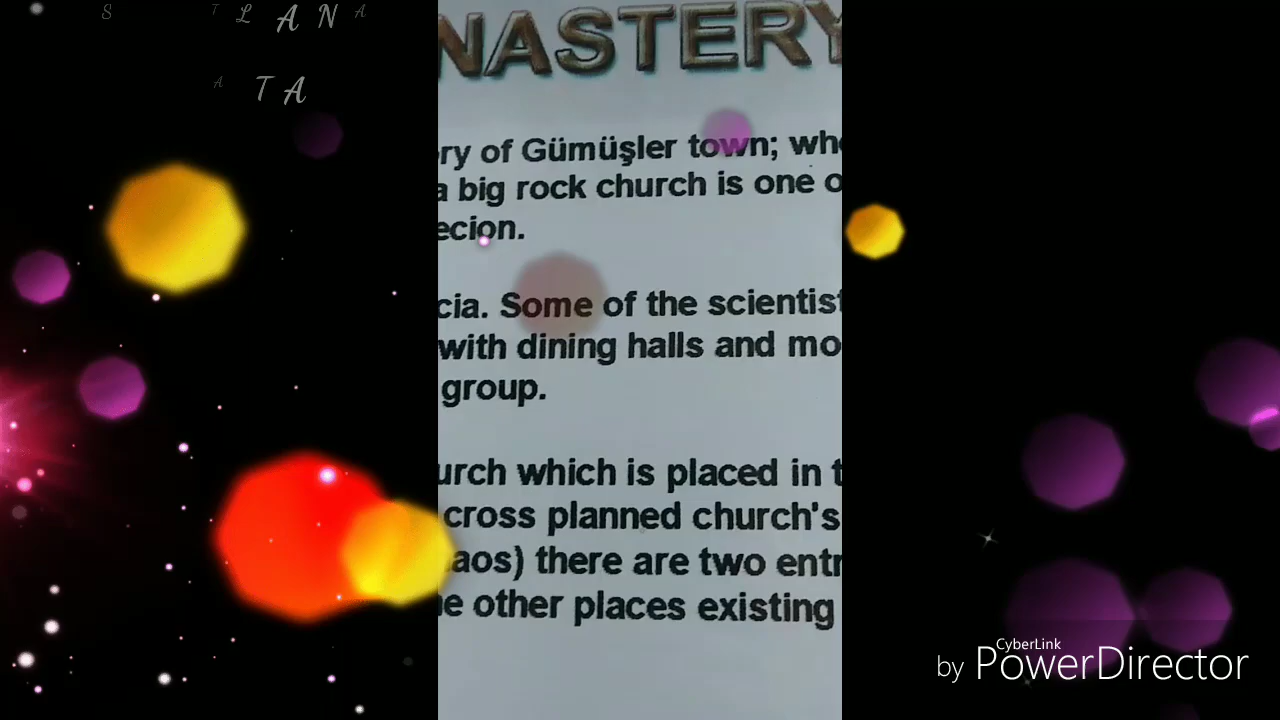 S T L A N A
A T A
NASTERY
ry of Gümüşler town; wh
a big rock church is one o
ecion.
cia. Some of the scientist
with dining halls and mo
group.
urch which is placed in t
cross planned church's
aos) there are two entr
e other places existing
CyberLink
by PowerDirector